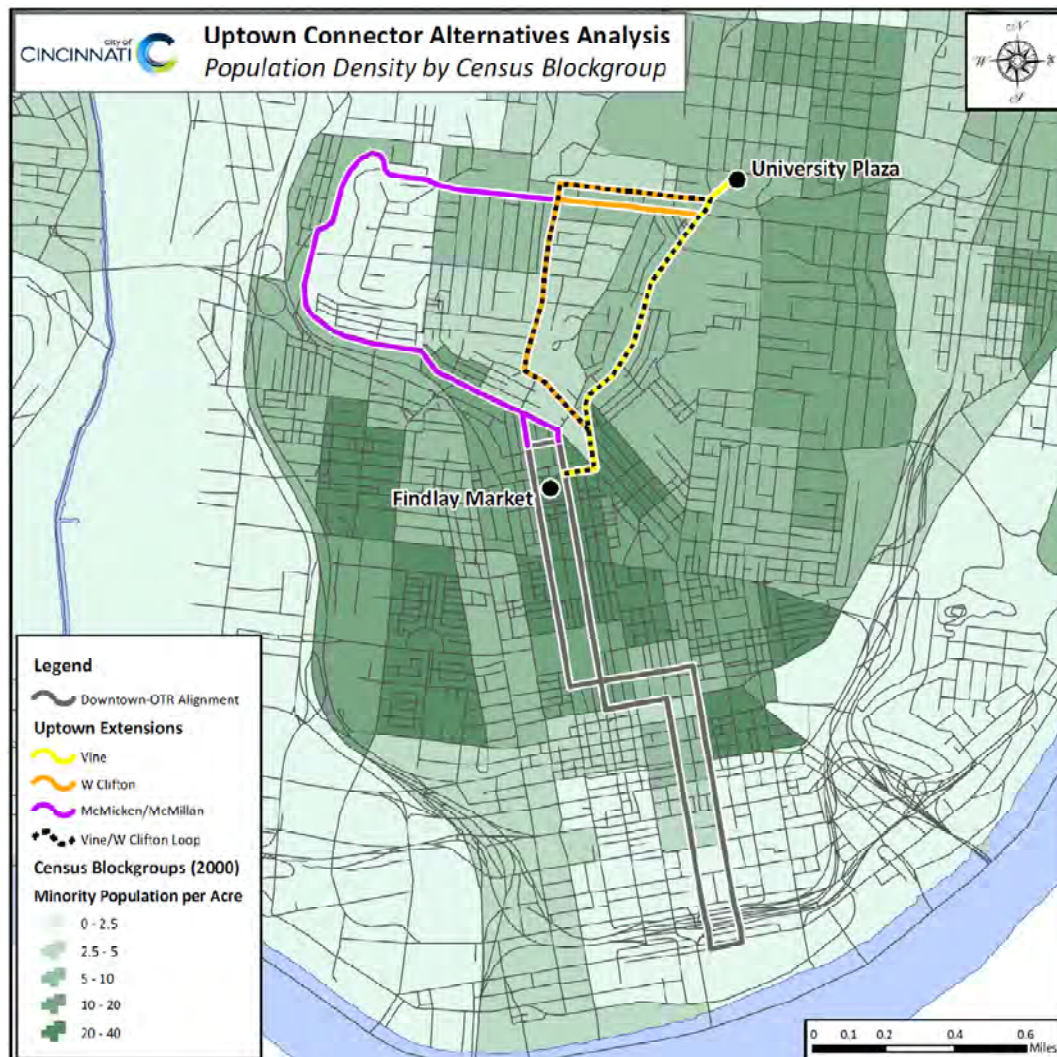 city of
CINCINNATI
Uptown Connector Alternatives Analysis
Population Density by Census Blockgroup
N
W
E
S
University Plaza
Findlay Market
Legend
Downtown-OTR Alignment
Uptown Extensions
Vine
W Clifton
McMicken/McMillan
Vine/W Clifton Loop
Census Blockgroups (2000)
Minority Population per Acre
0 - 2.5
2.5 - 5
5 - 10
10 - 20
20 - 40
0 0.1 0.2 0.4 0.6
Miles